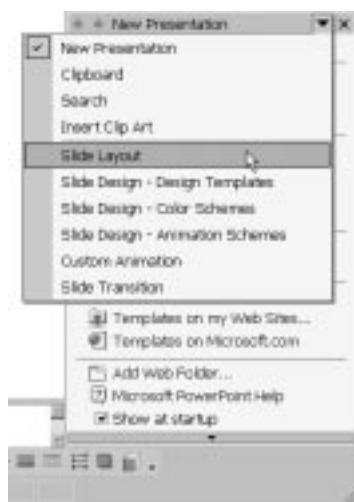 New Presentation
New Presentation
Clipboard
Search
Insert Clip Art
Slide Layout
Slide Design - Design Templates
Slide Design - Color Schemes
Slide Design - Animation Schemes
Custom Animation
Slide Transition
Templates on my Web Sites...
Templates on Microsoft.com
Add Web Folder...
Microsoft PowerPoint Help
Show at startup